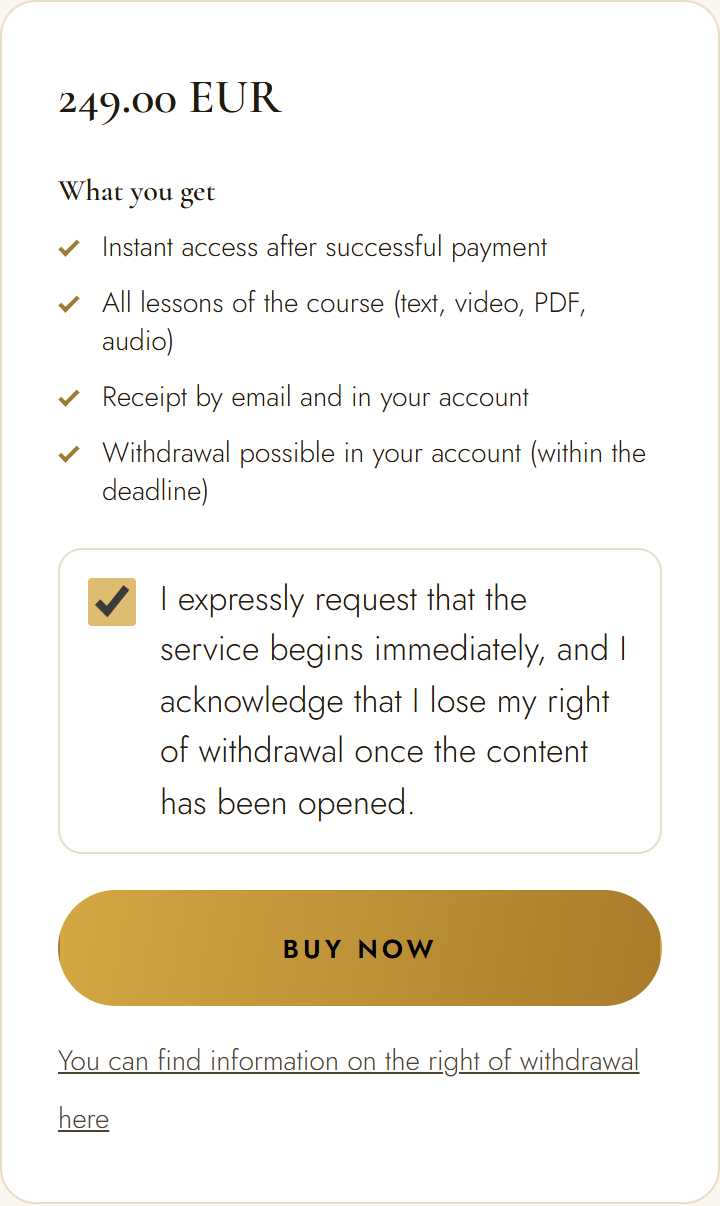 249.00 EUR
What you get
Instant access after successful payment
All lessons of the course (text, video, PDF,
audio)
Receipt by email and in your account
Withdrawal possible in your account (within the
deadline)
I expressly request that the
service begins immediately, and I
acknowledge that I lose my right
of withdrawal once the content
has been opened.
BUY NOW
You can find information on the right of withdrawal
here